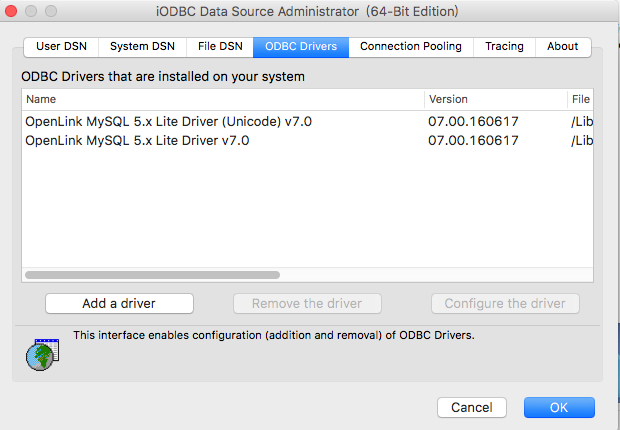 iODBC Data Source Administrator (64-Bit Edition)
User DSN System DSN File DSN ODBC Drivers Connection Pooling Tracing About
ODBC Drivers that are installed on your system
Name Version File
OpenLink MySQL 5.x Lite Driver (Unicode) v7.0 07.00.160617 /Lib
OpenLink MySQL 5.x Lite Driver v7.0 07.00.160617 /Lib
Add a driver Remove the driver Configure the driver
This interface enables configuration (addition and removal) of ODBC Drivers.
Cancel OK